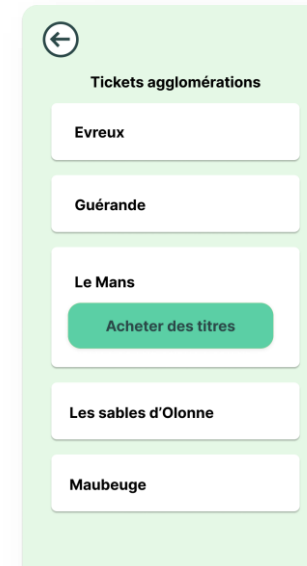 Tickets agglomérations
Evreux
Guérande
Le Mans
Acheter des titres
Les sables d’Olonne
Maubeuge